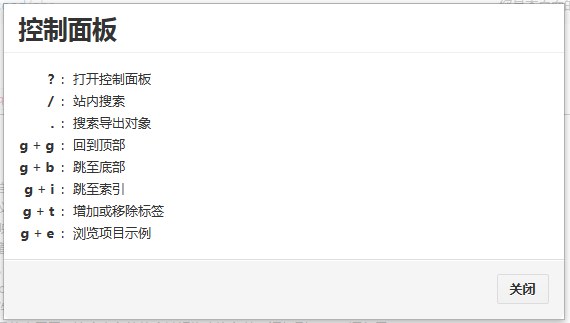 控制面板
? : 打开控制面板
/ : 站内搜索
. : 搜索导出对象
g + g : 回到顶部
g + b : 跳至底部
g + i : 跳至索引
g + t : 增加或移除标签
g + e : 浏览项目示例
关闭